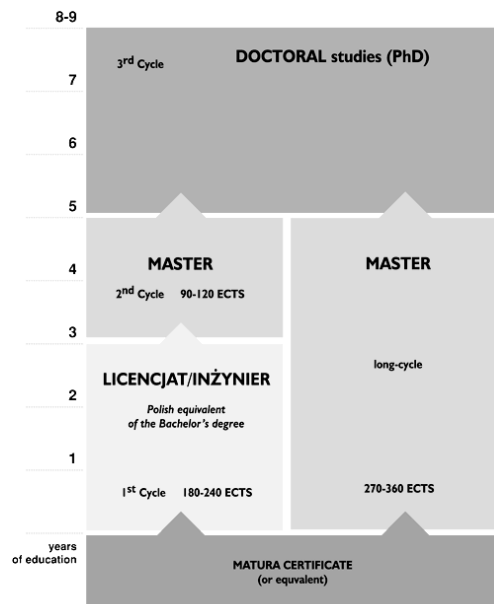 8-9
3rd Cycle
DOCTORAL studies (PhD)
7
6
5
MASTER
MASTER
4
2nd Cycle 90-120 ECTS
3
long-cycle
LICENCJAT/INŻYNIER
2
Polish equivalent
of the Bachelor's degree
1
1st Cycle 180-240 ECTS
270-360 ECTS
years
of education
MATURA CERTIFICATE
(or equvalent)